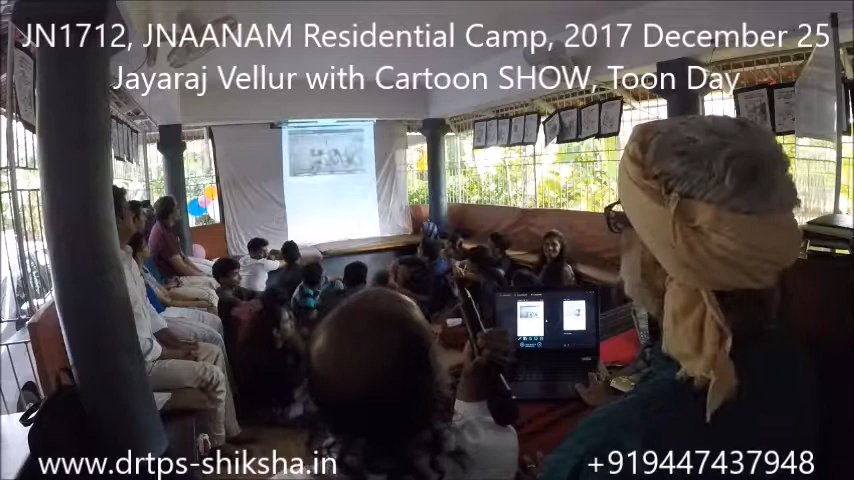 JN1712, JNAANAM Residential Camp, 2017 December 25
Jayaraj Vellur with Cartoon SHOW, Toon Day
www.drtps-shiksha.in
+919447437948